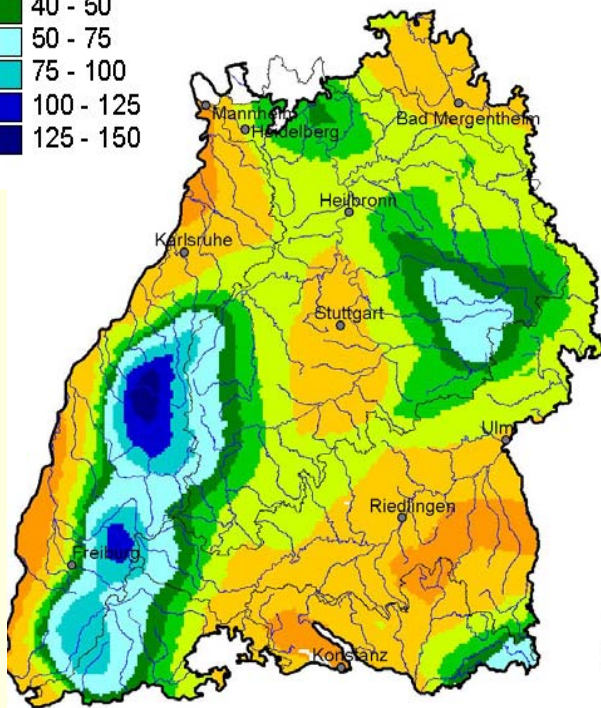 40 - 50
50 - 75
75 - 100
100 - 125
125 - 150
Mannheim
Heidelberg
Bad Mergentheim
Heilbronn
Karlsruhe
Stuttgart
Ulm
Riedlingen
Freiburg
Konstanz